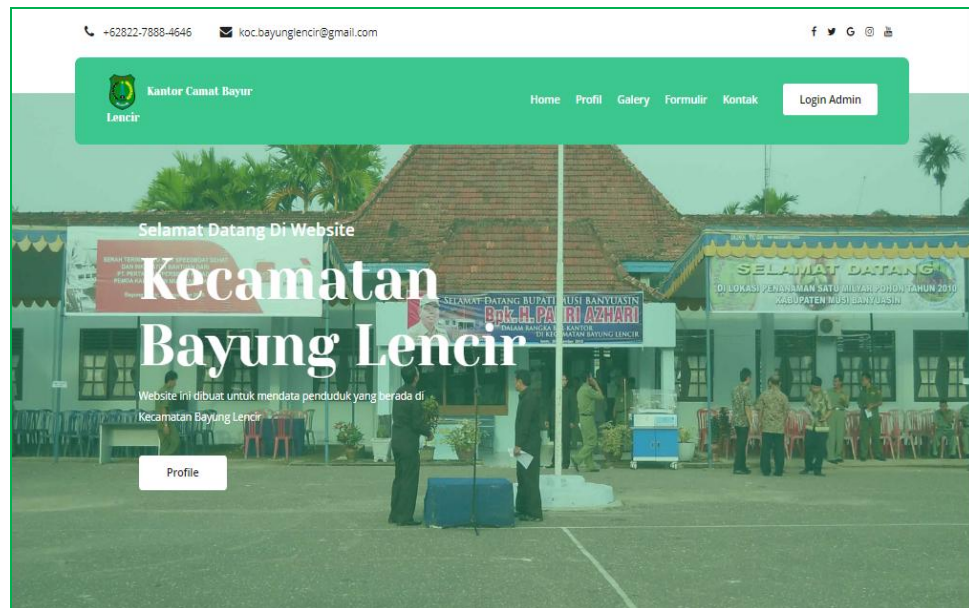 +62822-7888-4646 koc.bayunglencir@gmail.com
Kantor Camat Bayur
Lencir
Home Profil Galery Formulir Kontak Login Admin
Selamat Datang Di Website
Kecamatan
Bayung Lencir
Website ini dibuat untuk mendata penduduk yang berada di
Kecamatan Bayung Lencir
Profile
SELAMAT DATANG BUPATI MUSI BANYUASIN
Bpk. H. PAHRI AZHARI
DALAM RANGKA
KANTOR
DI KECAMATAN BAYUNG LENCIR
SELAMAT DATANG
DI LOKASI PENANAMAN SATU MILYAR POHON TAHUN 2010
KABUPATEN MUSI BANYUASIN